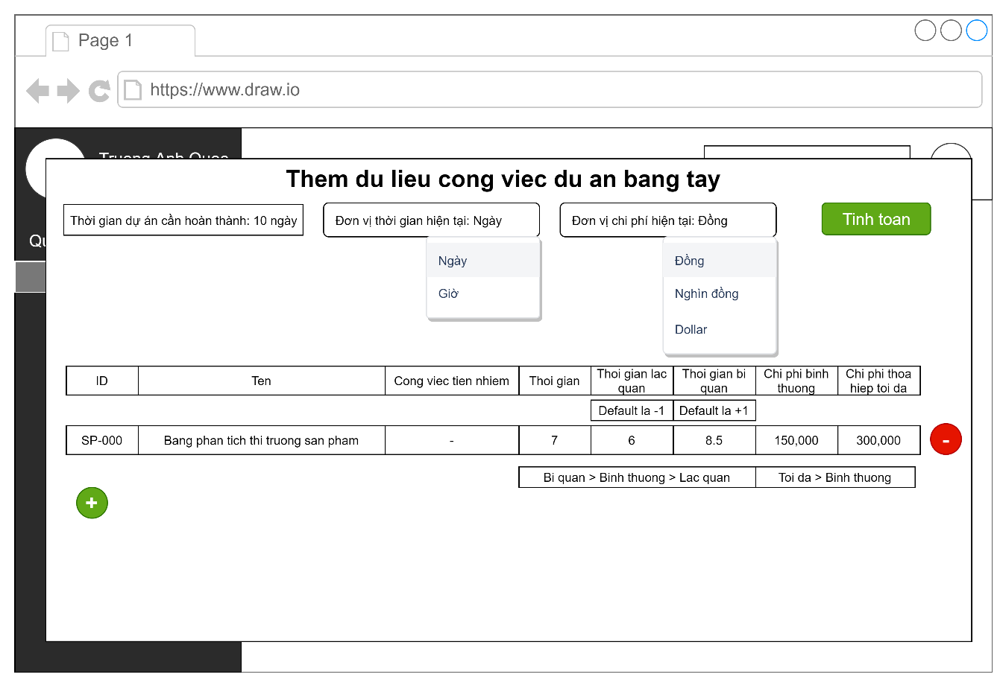 Page 1
https://www.draw.io
Truong Anh Quoc
Them du lieu cong viec du an bang tay
Thời gian dự án cần hoàn thành: 10 ngày
Đơn vị thời gian hiện tại: Ngày
Đơn vị chi phí hiện tại: Đồng
Tinh toan
Qu
Ngày
Giờ
Đồng
Nghìn đồng
Dollar
ID
Ten
Cong viec tien nhiem
Thoi gian
Thoi gian lac
quan
Thoi gian bi
quan
Chi phi binh
thuong
Chi phi thoa
hiep toi da
Default la -1
Default la +1
SP-000
Bang phan tich thi truong san pham
-
7
6
8.5
150,000
300,000
-
Bi quan > Binh thuong > Lac quan
Toi da > Binh thuong
+